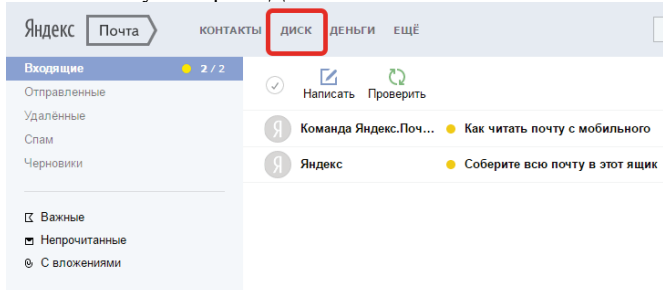 Яндекс Почта КОНТАКТЫ ДИСК ДЕНЬГИ ЕЩЁ
Входящие 2 / 2
Отправленные
Удалённые
Спам
Черновики
Важные
Непрочитанные
С вложениями
Написать Проверить
Я Команда Яндекс.Поч... Как читать почту с мобильного
Я Яндекс Соберите всю почту в этот ящик